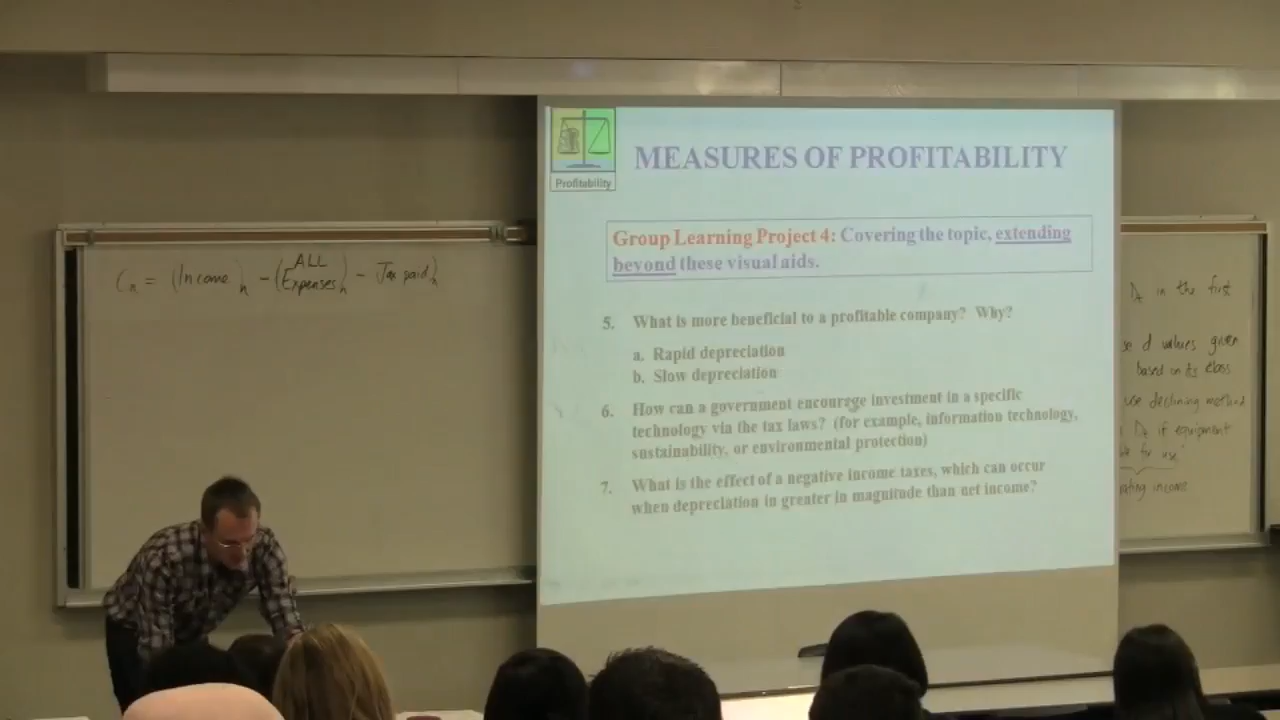 Profitability
MEASURES OF PROFITABILITY
Group Learning Project 4: Covering the topic, extending
beyond these visual aids.
5. What is more beneficial to a profitable company? Why?
a. Rapid depreciation
b. Slow depreciation
6. How can a government encourage investment in a specific
technology via the tax laws? (for example, information technology,
sustainability, or environmental protection)
7. What is the effect of a negative income taxes, which can occur
when depreciation in greater in magnitude than net income?
Cn = (Income)n - (ALL Expenses)n - Tax paid)n
in the first
d values given
based on its class
use declining method
if equipment
for use"
income